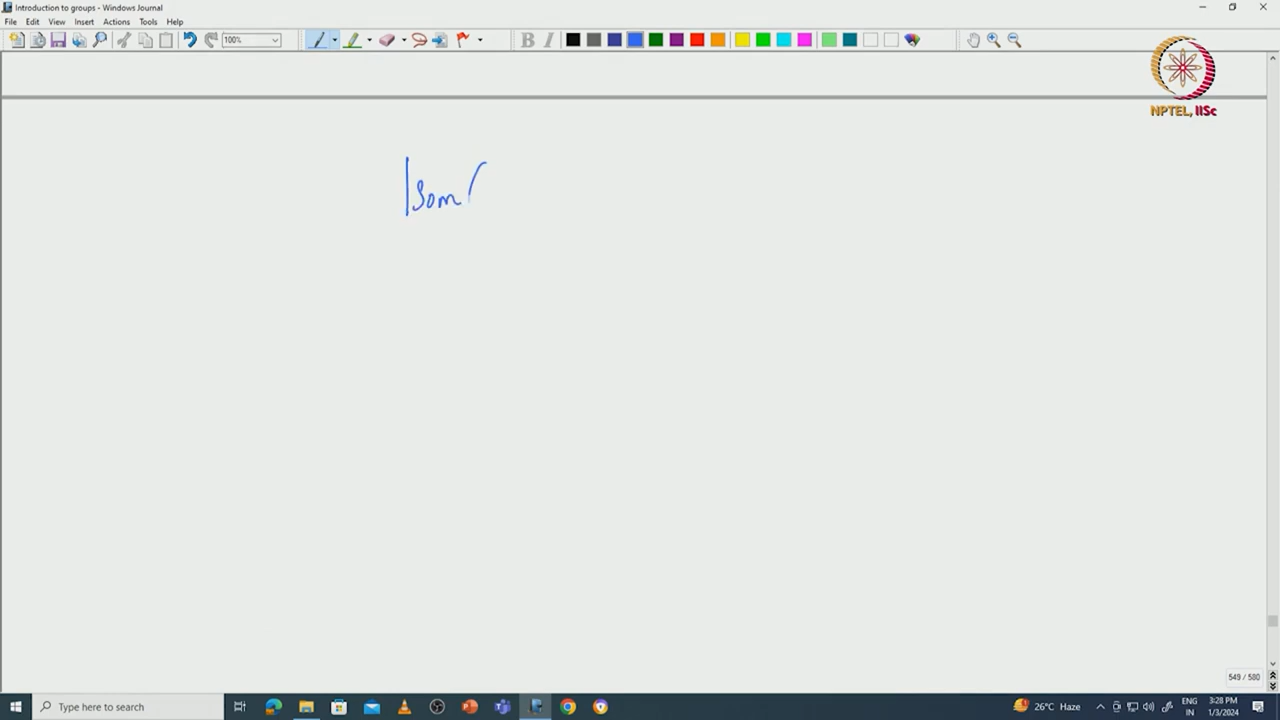 Introduction to groups - Windows Journal
File Edit View Insert Actions Tools Help
100%
B I
NPTEL, IISc
Isom (
549 / 580
Type here to search
26°C Haze
ENG
IN
3:28 PM
1/3/2024